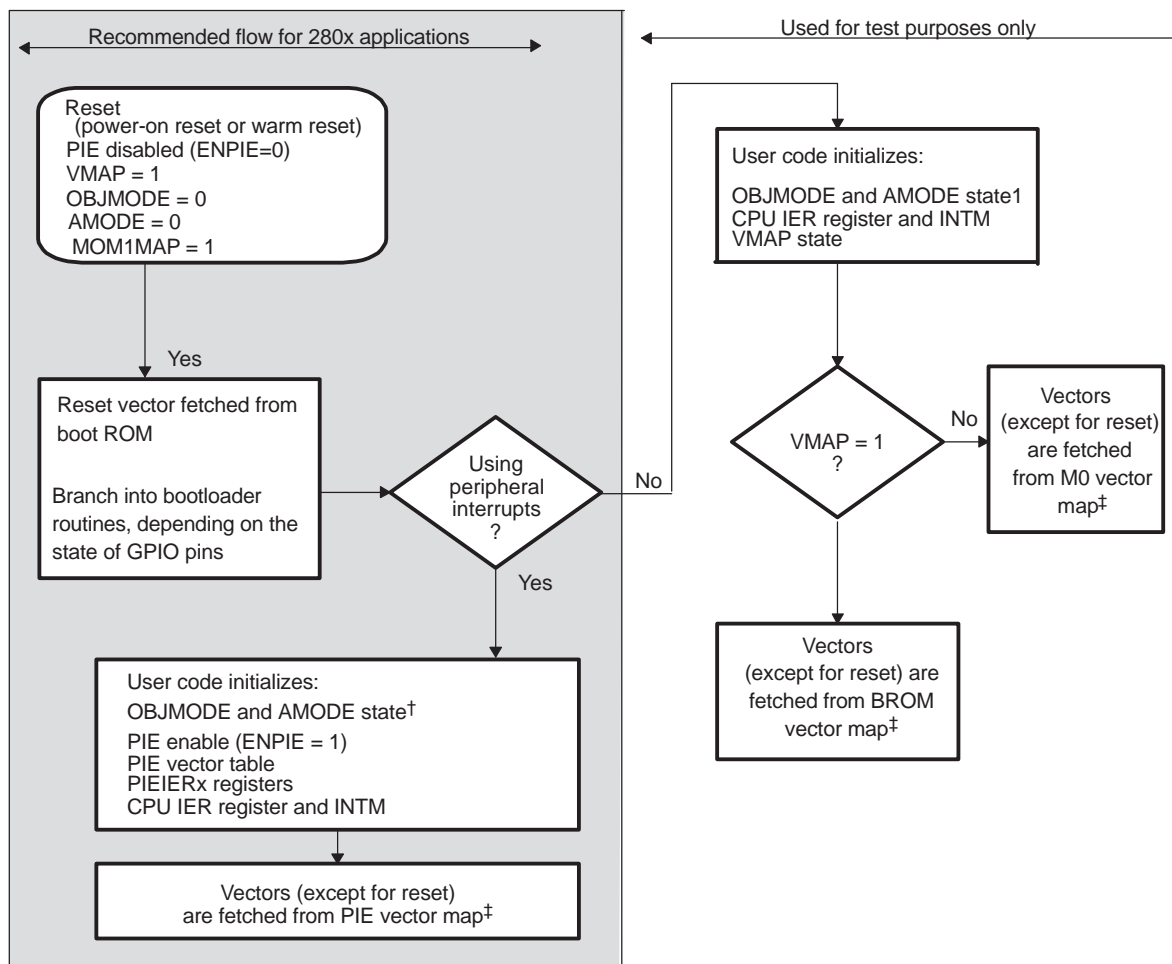 Recommended flow for 280x applications
Used for test purposes only
Reset
(power-on reset or warm reset)
PIE disabled (ENPIE=0)
VMAP = 1
OBJMODE = 0
AMODE = 0
MOM1MAP = 1
Yes
Reset vector fetched from
boot ROM
Branch into bootloader
routines, depending on the
state of GPIO pins
Using
peripheral
interrupts
?
No
Yes
User code initializes:
OBJMODE and AMODE state†
PIE enable (ENPIE = 1)
PIE vector table
PIEIERx registers
CPU IER register and INTM
Vectors (except for reset)
are fetched from PIE vector map‡
User code initializes:
OBJMODE and AMODE state1
CPU IER register and INTM
VMAP state
VMAP = 1
?
No
Vectors
(except for reset)
are fetched
from M0 vector
map‡
Vectors
(except for reset) are
fetched from BROM
vector map‡